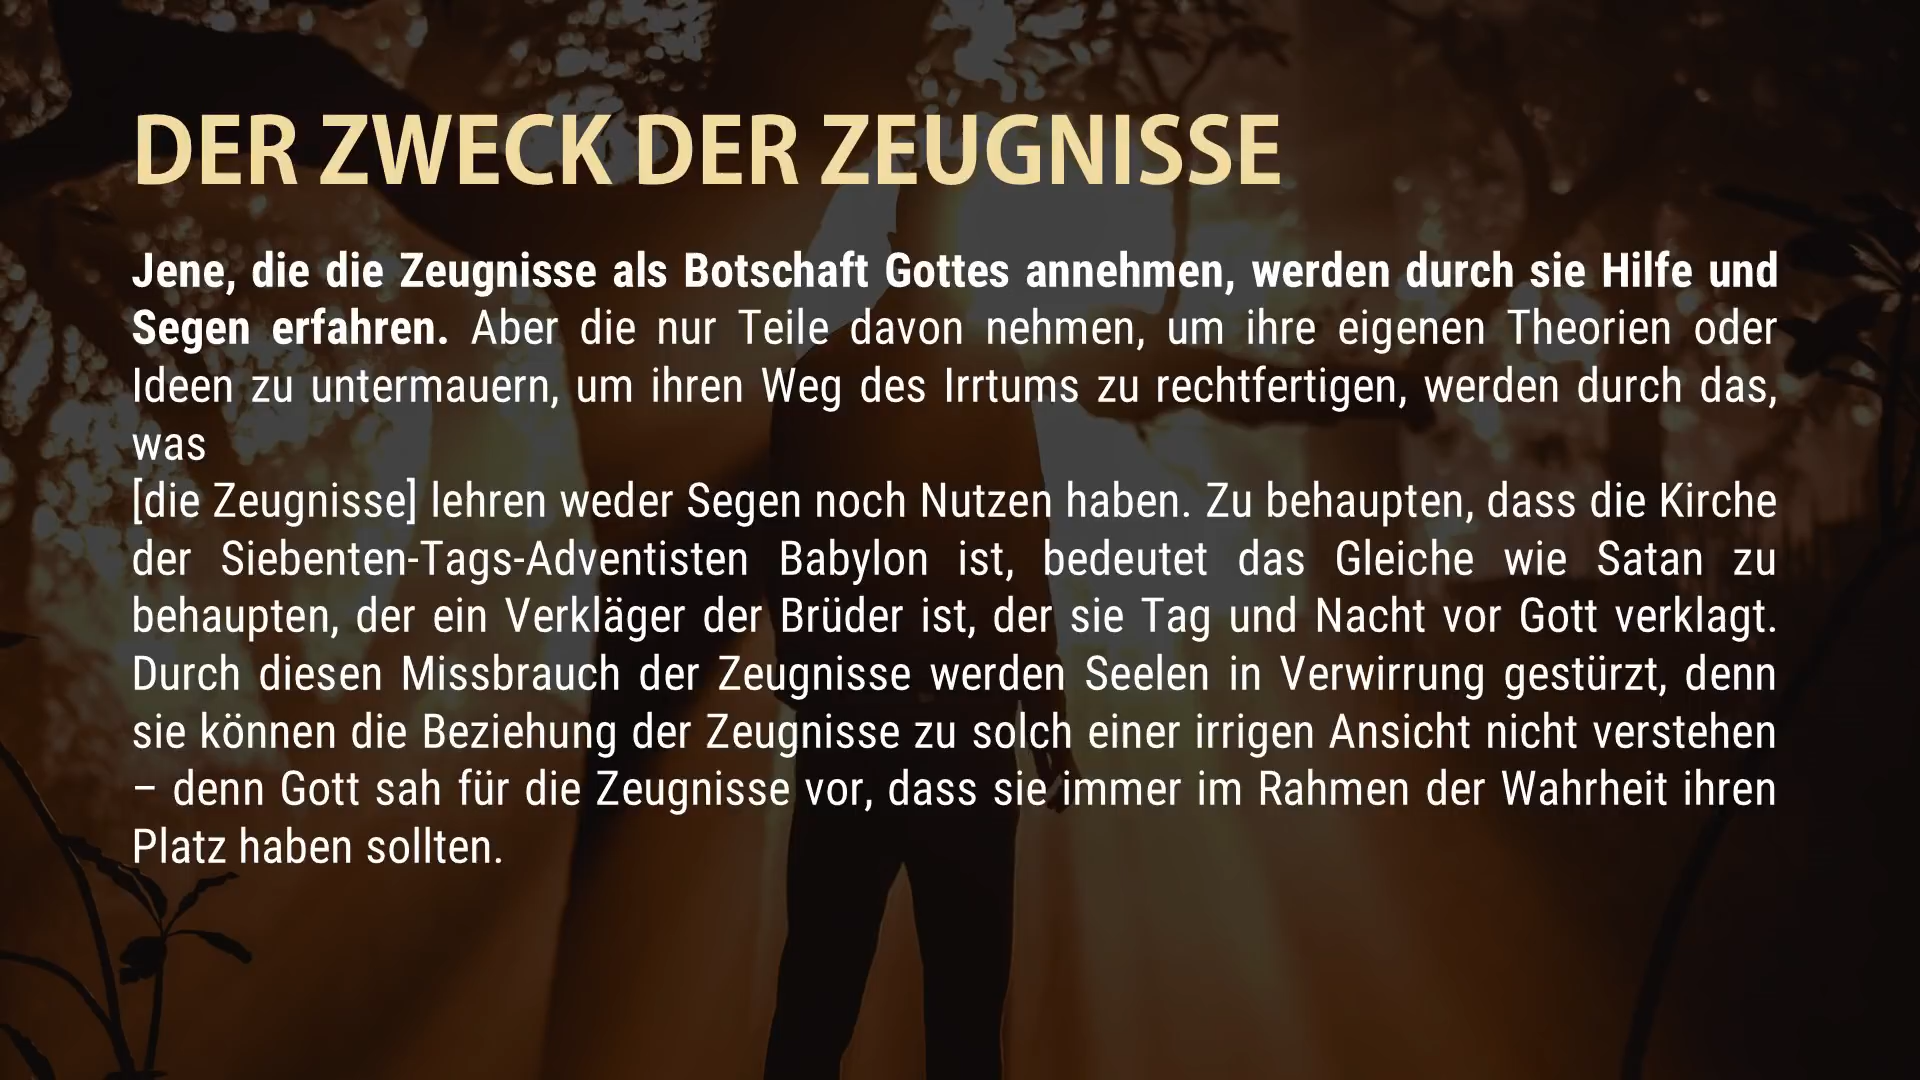 DER ZWECK DER ZEUGNISSE
Jene, die die Zeugnisse als Botschaft Gottes annehmen, werden durch sie Hilfe und
Segen erfahren. Aber die nur Teile davon nehmen, um ihre eigenen Theorien oder
Ideen zu untermauern, um ihren Weg des Irrtums zu rechtfertigen, werden durch das,
was
[die Zeugnisse] lehren weder Segen noch Nutzen haben. Zu behaupten, dass die Kirche
der Siebenten-Tags-Adventisten Babylon ist, bedeutet das Gleiche wie Satan zu
behaupten, der ein Verkläger der Brüder ist, der sie Tag und Nacht vor Gott verklagt.
Durch diesen Missbrauch der Zeugnisse werden Seelen in Verwirrung gestürzt, denn
sie können die Beziehung der Zeugnisse zu solch einer irrigen Ansicht nicht verstehen
– denn Gott sah für die Zeugnisse vor, dass sie immer im Rahmen der Wahrheit ihren
Platz haben sollten.